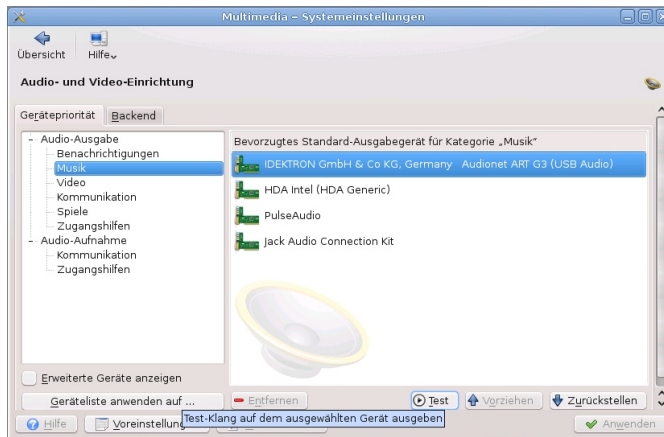 Multimedia – Systemeinstellungen
Übersicht
Hilfe
Audio- und Video-Einrichtung
Gerätepriorität
Backend
Audio-Ausgabe
Benachrichtigungen
Musik
Video
Kommunikation
Spiele
Zugangshilfen
Audio-Aufnahme
Kommunikation
Zugangshilfen
Bevorzugtes Standard-Ausgabegerät für Kategorie „Musik“
IDEKTRON GmbH & Co KG, Germany Audionet ART G3 (USB Audio)
HDA Intel (HDA Generic)
PulseAudio
Jack Audio Connection Kit
Erweiterte Geräte anzeigen
Geräteliste anwenden auf ...
Entfernen
Test
Vorziehen
Zurückstellen
Hilfe
Voreinstellung
Test-Klang auf dem ausgewählten Gerät ausgeben
Anwenden